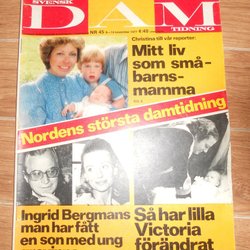 SVENSK
DAM
TIDNING
NR 45
Christina till vår reporter:
Mitt liv
som små-
barns-
mamma
Nordens största damtidning
Ingrid Bergmans
man har fått
en son med ung
Så har lilla
Victoria
förändrat